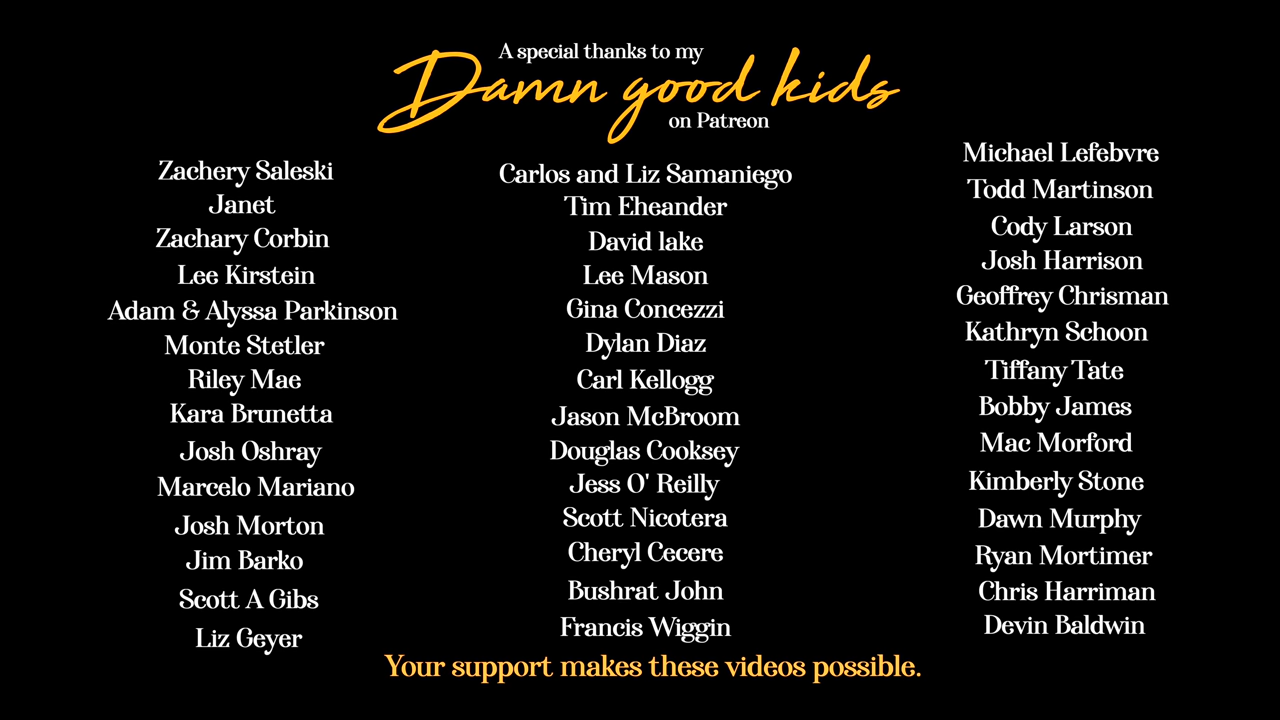 A special thanks to my
Damn good kids
on Patreon
Zachery Saleski
Janet
Zachary Corbin
Lee Kirstein
Adam & Alyssa Parkinson
Monte Stetler
Riley Mae
Kara Brunetta
Josh Oshray
Marcelo Mariano
Josh Morton
Jim Barko
Scott A Gibs
Liz Geyer
Carlos and Liz Samaniego
Tim Eheander
David lake
Lee Mason
Gina Concezzi
Dylan Diaz
Carl Kellogg
Jason McBroom
Douglas Cooksey
Jess O' Reilly
Scott Nicotera
Cheryl Cecere
Bushrat John
Francis Wiggin
Michael Lefebvre
Todd Martinson
Cody Larson
Josh Harrison
Geoffrey Chrisman
Kathryn Schoon
Tiffany Tate
Bobby James
Mac Morford
Kimberly Stone
Dawn Murphy
Ryan Mortimer
Chris Harriman
Devin Baldwin
Your support makes these videos possible.